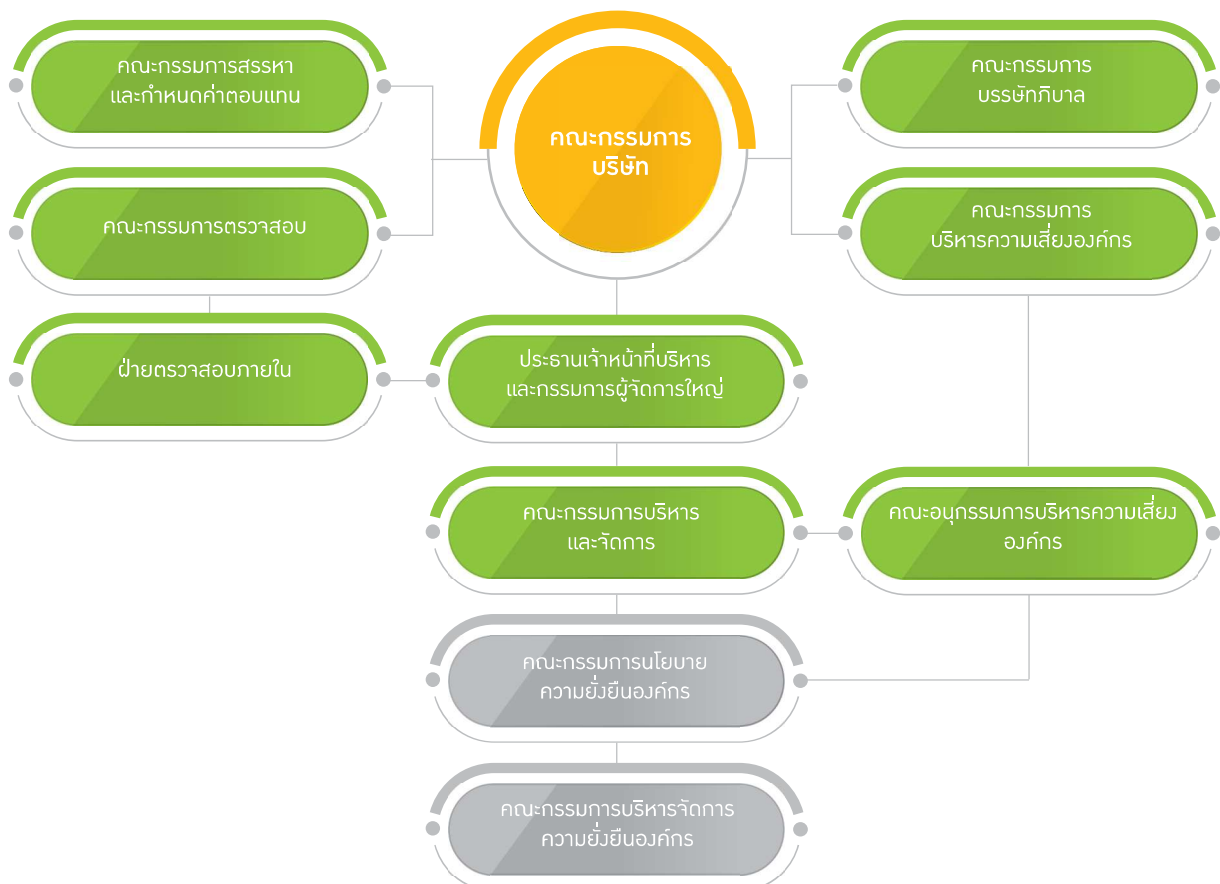 คณะกรรมการสรรหา
และกำหนดค่าตอบแทน
คณะกรรมการ
บริษัท
คณะกรรมการ
บรรษัทภิบาล
คณะกรรมการตรวจสอบ
คณะกรรมการ
บริหารความเสี่ยงองค์กร
ฝ่ายตรวจสอบภายใน
ประธานเจ้าหน้าที่บริหาร
และกรรมการผู้จัดการใหญ่
คณะกรรมการบริหาร
และจัดการ
คณะอนุกรรมการบริหารความเสี่ยง
องค์กร
คณะกรรมการนโยบาย
ความยั่งยืนองค์กร
คณะกรรมการบริหารจัดการ
ความยั่งยืนองค์กร